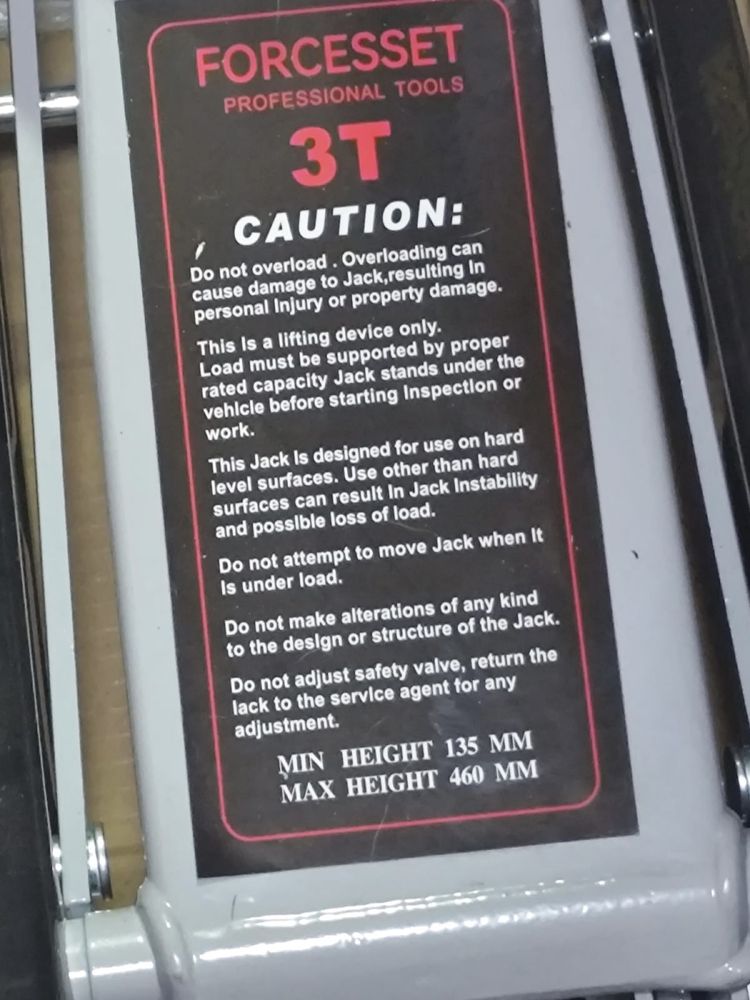 FORCESSET
PROFESSIONAL TOOLS
3T
CAUTION:
Do not overload . Overloading can
cause damage to Jack,resulting in
personal injury or property damage.
This is a lifting device only.
Load must be supported by proper
rated capacity Jack stands under the
vehicle before starting inspection or
work.
This Jack is designed for use on hard
level surfaces. Use other than hard
surfaces can result in Jack instability
and possible loss of load.
Do not attempt to move Jack when it
is under load.
Do not make alterations of any kind
to the design or structure of the Jack.
Do not adjust safety valve, return the
lack to the service agent for any
adjustment.
MIN HEIGHT 135 MM
MAX HEIGHT 460 MM